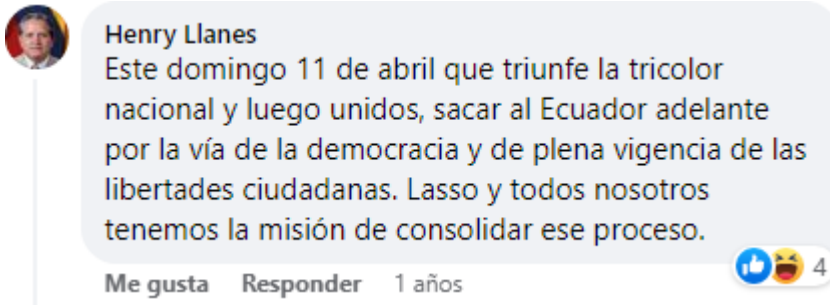 Henry Llanes
Este domingo 11 de abril que triunfe la tricolor
nacional y luego unidos, sacar al Ecuador adelante
por la vía de la democracia y de plena vigencia de las
libertades ciudadanas. Lasso y todos nosotros
tenemos la misión de consolidar ese proceso.
4
Me gusta Responder 1 años